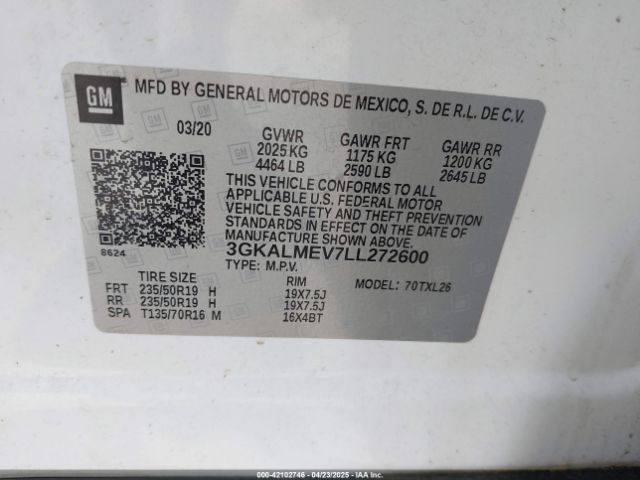 GM
MFD BY GENERAL MOTORS DE MEXICO, S. DE R.L. DE C.V.
03/20 GVWR GAWR FRT GAWR RR
2025 KG 1175 KG 1200 KG
4464 LB 2590 LB 2645 LB
THIS VEHICLE CONFORMS TO ALL
APPLICABLE U.S. FEDERAL MOTOR
VEHICLE SAFETY AND THEFT PREVENTION
STANDARDS IN EFFECT ON THE DATE OF
MANUFACTURE SHOWN ABOVE.
8624
3GKALMEV7LL272600
TYPE: M.P.V.
TIRE SIZE RIM MODEL: 70TXL26
FRT 235/50R19 H 19X7.5J
RR 235/50R19 H 19X7.5J
SPA T135/70R16 M 16X4BT
000-42102746 - 04/23/2025 - IAAI.COM